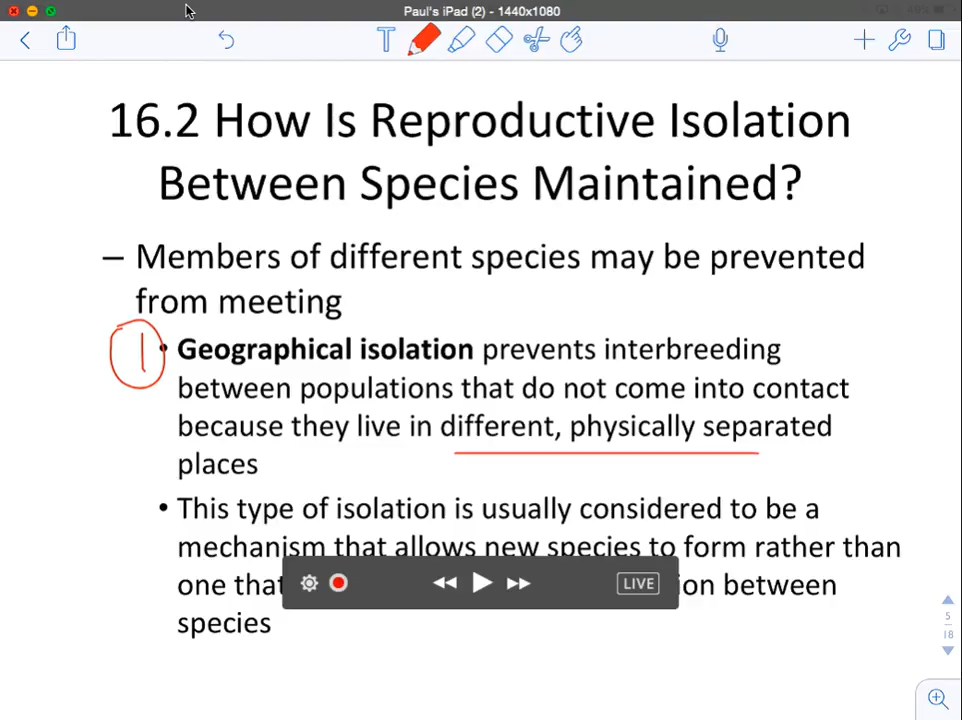 Paul's iPad (2) - 1440x1080
49%
T
16.2 How Is Reproductive Isolation
Between Species Maintained?
– Members of different species may be prevented
from meeting
1 • Geographical isolation prevents interbreeding
between populations that do not come into contact
because they live in different, physically separated
places
• This type of isolation is usually considered to be a
mechanism that allows new species to form rather than
one that between
species
LIVE
5
18